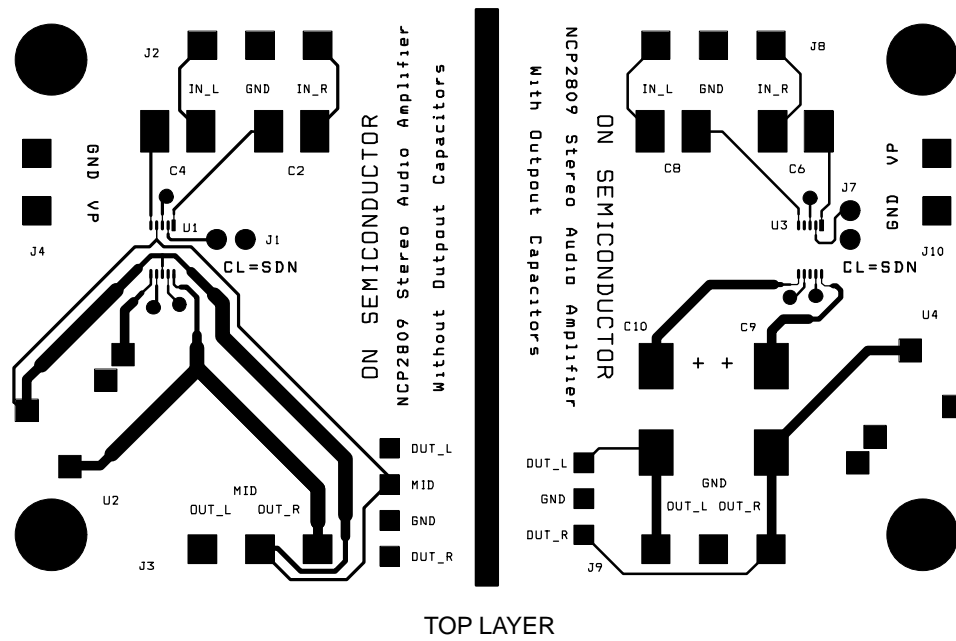 J2
IN_L GND IN_R
C4
C2
GND
VP
J4
U1
J1
CL=SDN
ON SEMICONDUCTOR
NCP2809 Stereo Audio Amplifier
Without Outpout Capacitors
OUT_L
MID
GND
OUT_R
U2
MID
OUT_L OUT_R
J3
With Outpout Capacitors
NCP2809 Stereo Audio Amplifier
ON SEMICONDUCTOR
J8
IN_L GND IN_R
C8
C6
VP
GND
J7
U3
J10
CL=SDN
C10
C9
U4
+ +
OUT_L
GND
OUT_R
GND
OUT_L OUT_R
J9
TOP LAYER